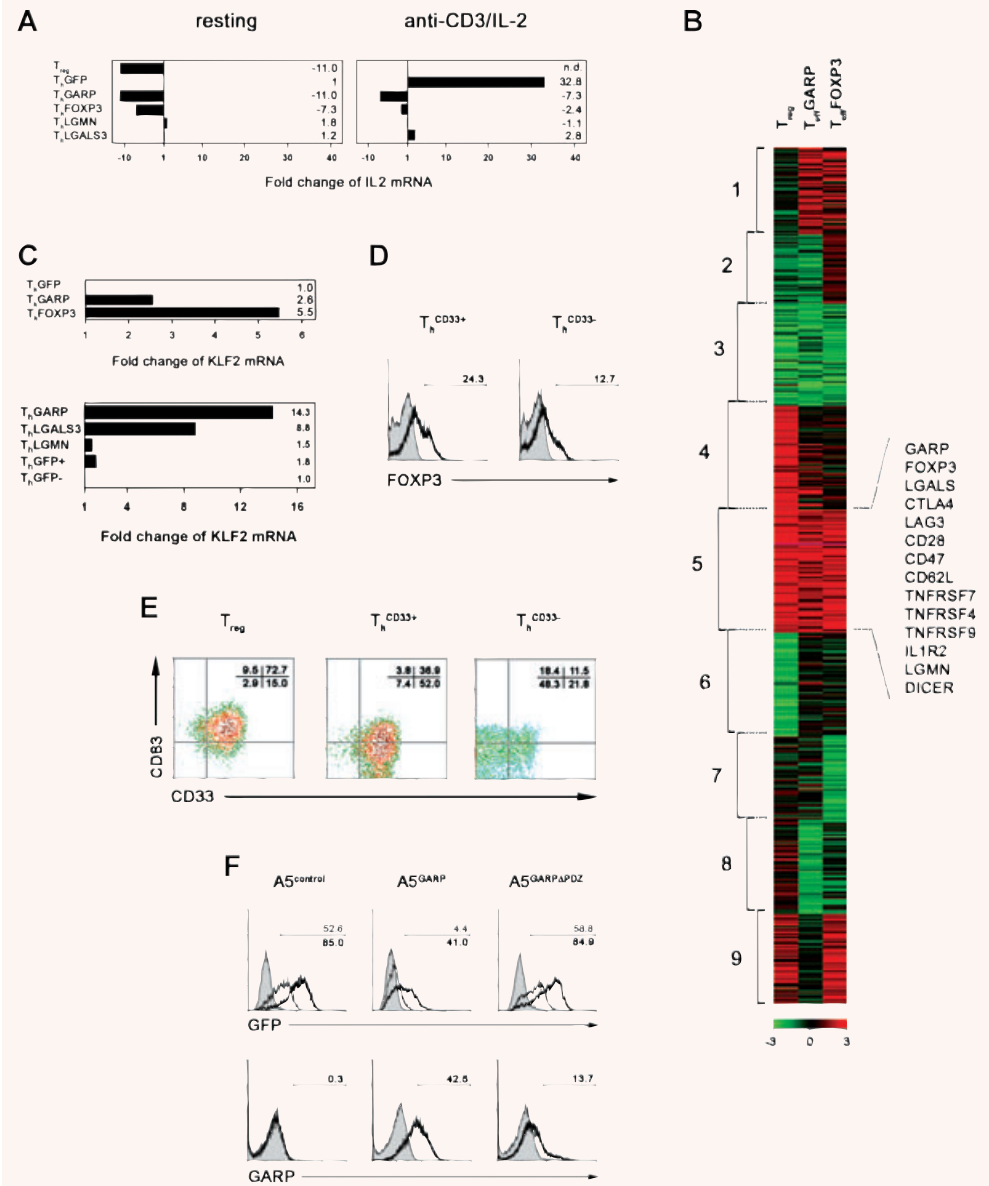 A
resting
anti-CD3/IL-2
Treg -11.0
ThGFP 1
ThGARP -11.0
ThFOXP3 -7.3
ThLGMN 1.8
ThLGALS3 1.2
-10 1 10 20 30 40
n.d.
32.8
-7.3
-2.4
-1.1
2.8
-10 1 10 20 30 40
Fold change of IL2 mRNA
B
Treg
TeffGARP
TeffFOXP3
1
2
3
4
5
6
7
8
9
GARP
FOXP3
LGALS
CTLA4
LAG3
CD28
CD47
CD62L
TNFRSF7
TNFRSF4
TNFRSF9
IL1R2
LGMN
DICER
-3 0 3
C
ThGFP 1.0
ThGARP 2.6
ThFOXP3 5.5
1 2 3 4 5 6
Fold change of KLF2 mRNA
ThGARP 14.3
ThLGALS3 8.8
ThLGMN 1.5
ThGFP+ 1.8
ThGFP- 1.0
1 4 8 12 16
Fold change of KLF2 mRNA
D
ThCD33+
ThCD33-
24.3
12.7
FOXP3
E
Treg
ThCD33+
ThCD33-
9.5 72.7
2.9 15.0
3.8 36.9
7.4 52.0
18.4 11.5
48.3 21.8
CD83
CD33
F
A5control
A5GARP
A5GARPΔPDZ
52.6
85.0
4.4
41.0
58.8
84.9
GFP
0.3
42.6
13.7
GARP